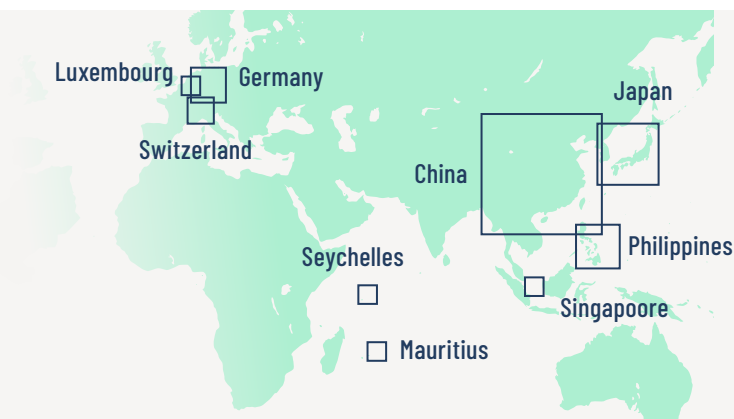 Luxembourg
Germany
Japan
Switzerland
China
Philippines
Seychelles
Singapoore
Mauritius